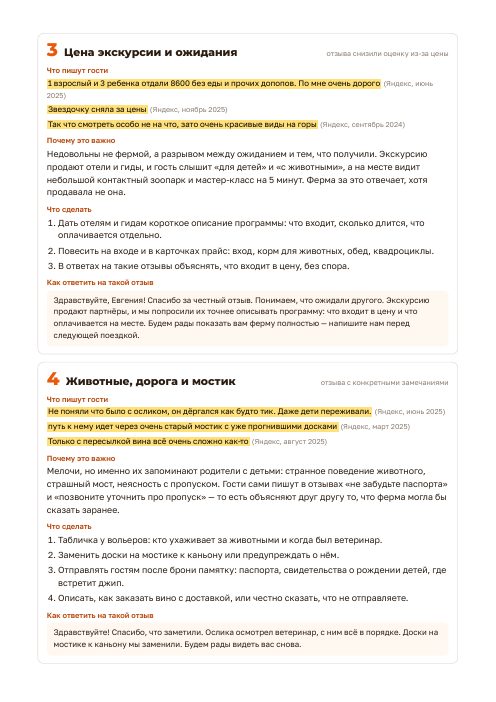 3 Цена экскурсии и ожидания отзыва снизили оценку из-за цены
Что пишут гости
1 взрослый и 3 ребенка отдали 8600 без еды и прочих допопов. По мне очень дорого (Яндекс, июнь
2025)
Звездочку сняла за цены (Яндекс, ноябрь 2025)
Так что смотреть особо не на что, зато очень красивые виды на горы (Яндекс, сентябрь 2024)
Почему это важно
Недовольны не фермой, а разрывом между ожиданием и тем, что получили. Экскурсию
продают отели и гиды, и гость слышит «для детей» и «с животными», а на месте видит
небольшой контактный зоопарк и мастер-класс на 5 минут. Ферма за это отвечает, хотя
продавала не она.
Что сделать
1. Дать отелям и гидам короткое описание программы: что входит, сколько длится, что
оплачивается отдельно.
2. Повесить на входе и в карточках прайс: вход, корм для животных, обед, квадроциклы.
3. В ответах на такие отзывы объяснять, что входит в цену, без спора.
Как ответить на такой отзыв
Здравствуйте, Евгения! Спасибо за честный отзыв. Понимаем, что ожидали другого. Экскурсию
продают партнёры, и мы попросили их точнее описывать программу: что входит в цену и что
оплачивается на месте. Будем рады показать вам ферму полностью — напишите нам перед
следующей поездкой.
4 Животные, дорога и мостик отзыва с конкретными замечаниями
Что пишут гости
Не поняли что было с осликом, он дёргался как будто тик. Даже дети переживали. (Яндекс, июнь 2025)
путь к нему идет через очень старый мостик с уже прогнившими досками (Яндекс, март 2025)
Только с пересылкой вина всё очень сложно как-то (Яндекс, август 2025)
Почему это важно
Мелочи, но именно их запоминают родители с детьми: странное поведение животного,
страшный мост, неясность с пропуском. Гости сами пишут в отзывах «не забудьте паспорта»
и «позвоните уточнить про пропуск» — то есть объясняют друг другу то, что ферма могла бы
сказать заранее.
Что сделать
1. Табличка у вольеров: кто ухаживает за животными и когда был ветеринар.
2. Заменить доски на мостике к каньону или предупреждать о нём.
3. Отправлять гостям после брони памятку: паспорта, свидетельства о рождении детей, где
встретит джип.
4. Описать, как заказать вино с доставкой, или честно сказать, что не отправляете.
Как ответить на такой отзыв
Здравствуйте! Спасибо, что заметили. Ослика осмотрел ветеринар, с ним всё в порядке. Доски на
мостике к каньону мы заменили. Будем рады видеть вас снова.